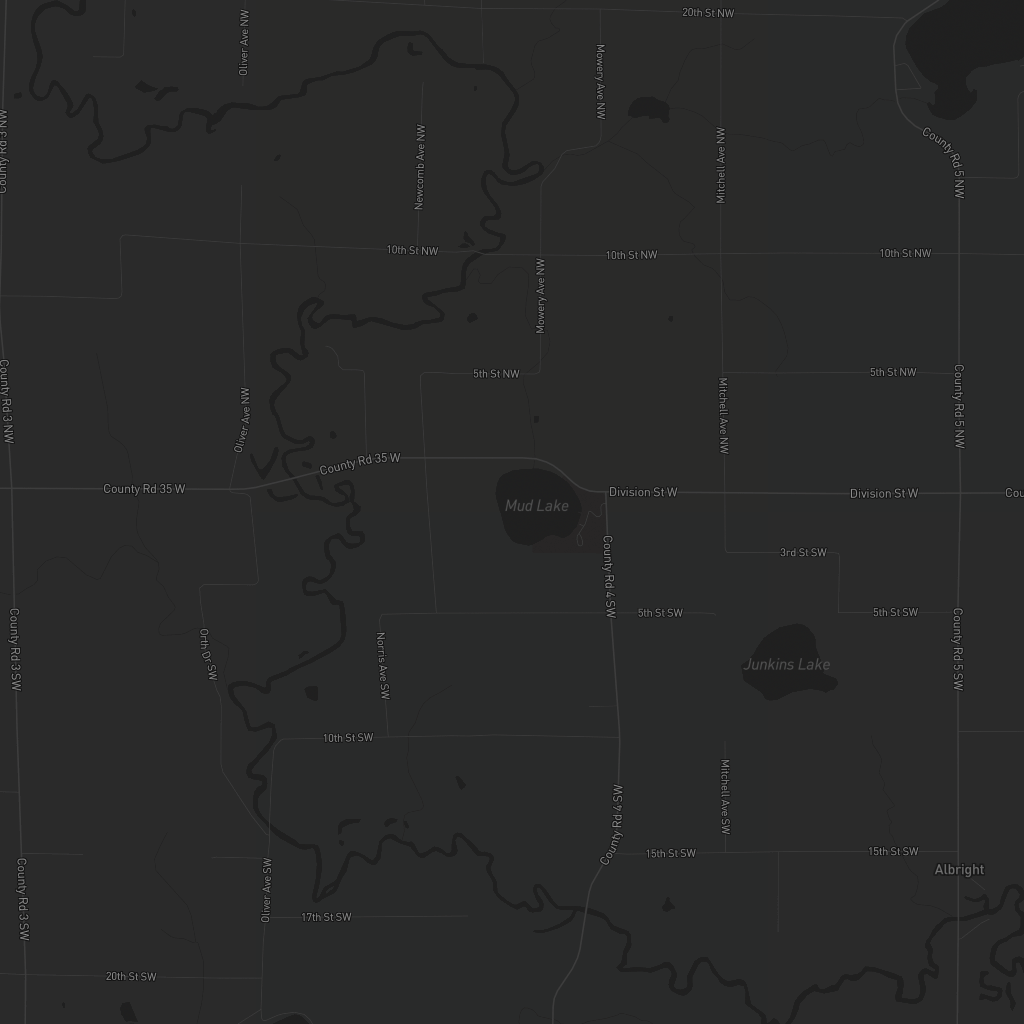 20th St NW
Oliver Ave NW
Mowery Ave NW
County Rd 3 NW
Newcomb Ave NW
Mitchell Ave NW
County Rd 5 NW
10th St NW
10th St NW
10th St NW
Mowery Ave NW
5th St NW
5th St NW
County Rd 3 NW
Oliver Ave NW
Mitchell Ave NW
County Rd 5 NW
County Rd 35 W
County Rd 35 W
Division St W
Division St W
Cou
Mud Lake
3rd St SW
County Rd 4 SW
5th St SW
5th St SW
County Rd 3 SW
Orth Dr SW
Norris Ave SW
Junkins Lake
County Rd 5 SW
10th St SW
Mitchell Ave SW
County Rd 4 SW
15th St SW
15th St SW
Albright
County Rd 3 SW
Oliver Ave SW
17th St SW
20th St SW